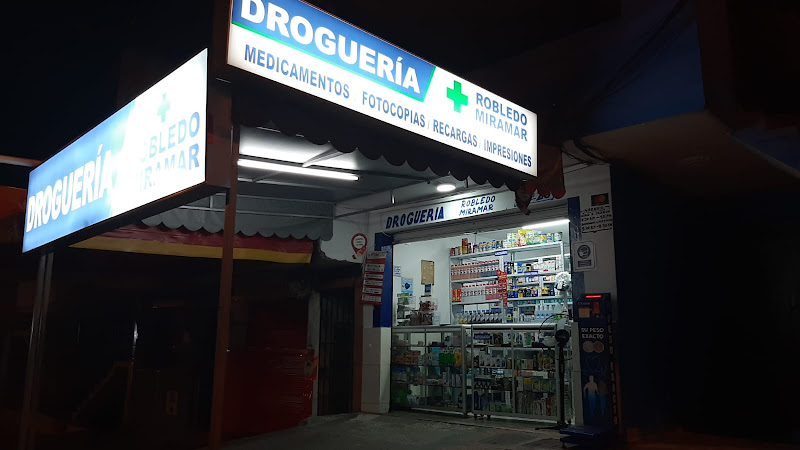 DROGUERÍA
MEDICAMENTOS / FOTOCOPIAS / RECARGAS / IMPRESIONES
ROBLEDO
MIRAMAR
DROGUERÍA
ROBLEDO
MIRAMAR
DROGUERIA
ROBLEDO
MIRAMAR
SU PESO
EXACTO